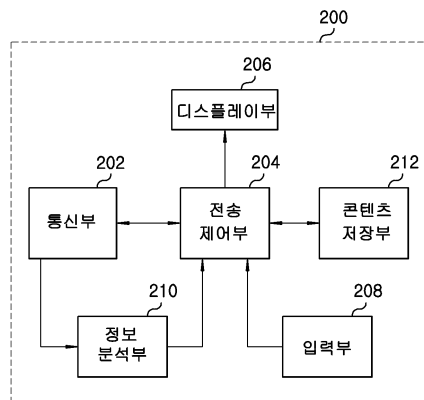 200
206
디스플레이부
202
204
212
통신부
전송
제어부
콘텐츠
저장부
210
208
정보
분석부
입력부